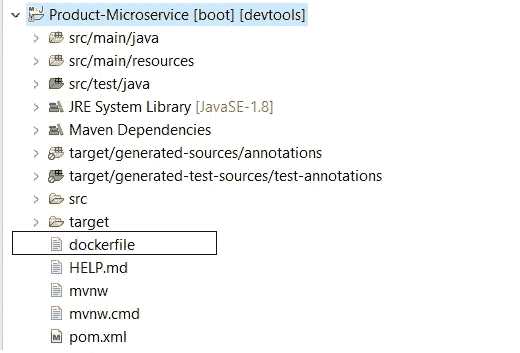 Product-Microservice [boot] [devtools]
src/main/java
src/main/resources
src/test/java
JRE System Library [JavaSE-1.8]
Maven Dependencies
target/generated-sources/annotations
target/generated-test-sources/test-annotations
src
target
dockerfile
HELP.md
mvnw
mvnw.cmd
pom.xml